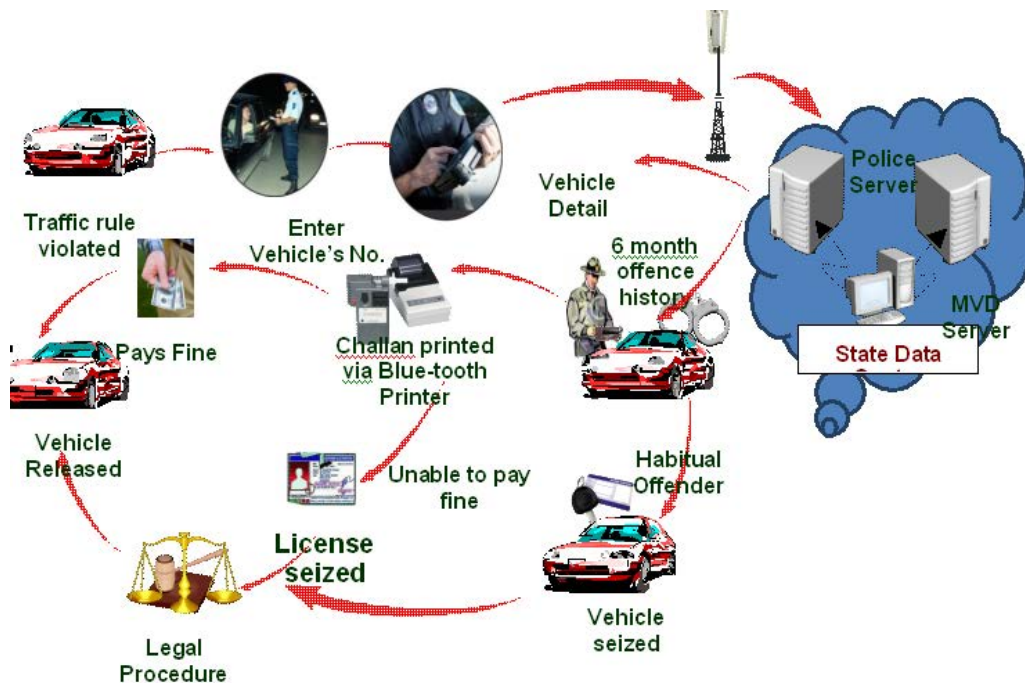 Traffic rule
violated
Enter
Vehicle's No.
Vehicle
Detail
Police
Server
MVD
Server
State Data
6 month
offence
history
Challan printed
via Blue-tooth
Printer
Pays Fine
Vehicle
Released
Unable to pay
fine
License
seized
Habitual
Offender
Vehicle
seized
Legal
Procedure